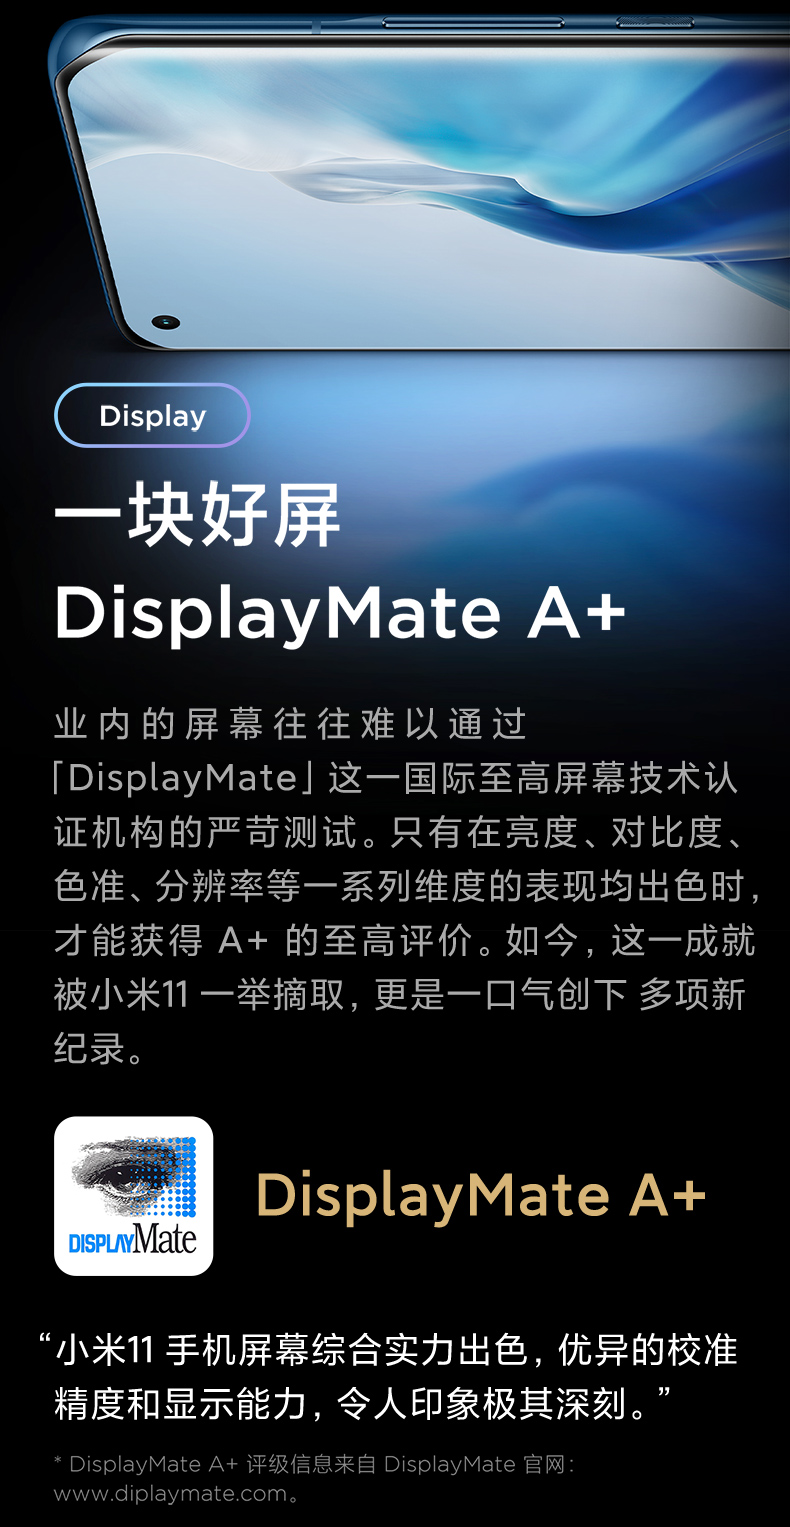 Display
一块好屏
DisplayMate A+
业内的屏幕往往难以通过
「DisplayMate」这一国际至高屏幕技术认
证机构的严苛测试。只有在亮度、对比度、
色准、分辨率等一系列维度的表现均出色时，
才能获得 A+ 的至高评价。如今，这一成就
被小米11 一举摘取，更是一口气创下 多项新
纪录。
DISPLAYMate
DisplayMate A+
“小米11 手机屏幕综合实力出色，优异的校准
精度和显示能力，令人印象极其深刻。”
* DisplayMate A+ 评级信息来自 DisplayMate 官网：
www.diplaymate.com。